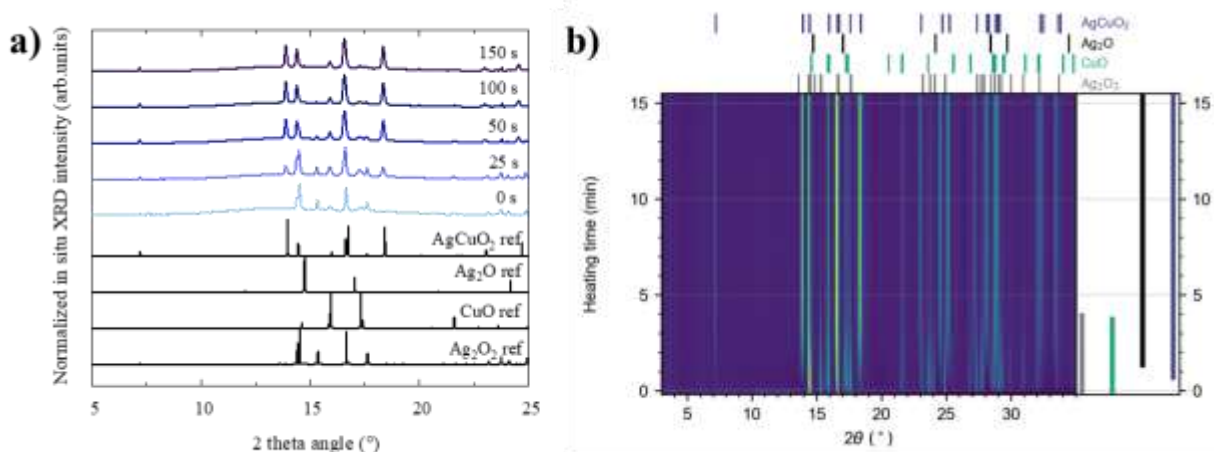 a)
Normalized in situ XRD intensity (arb.units)
150 s
100 s
50 s
25 s
0 s
AgCuO₂ ref
Ag₂O ref
CuO ref
Ag₂O₂ ref
5 10 15 20 25
2 theta angle (°)
b)
AgCuO₂
Ag₂O
CuO
Ag₂O₂
15 15
10 10
5 5
0 0
Heating time (min)
5 10 15 20 25 30
2θ (°)